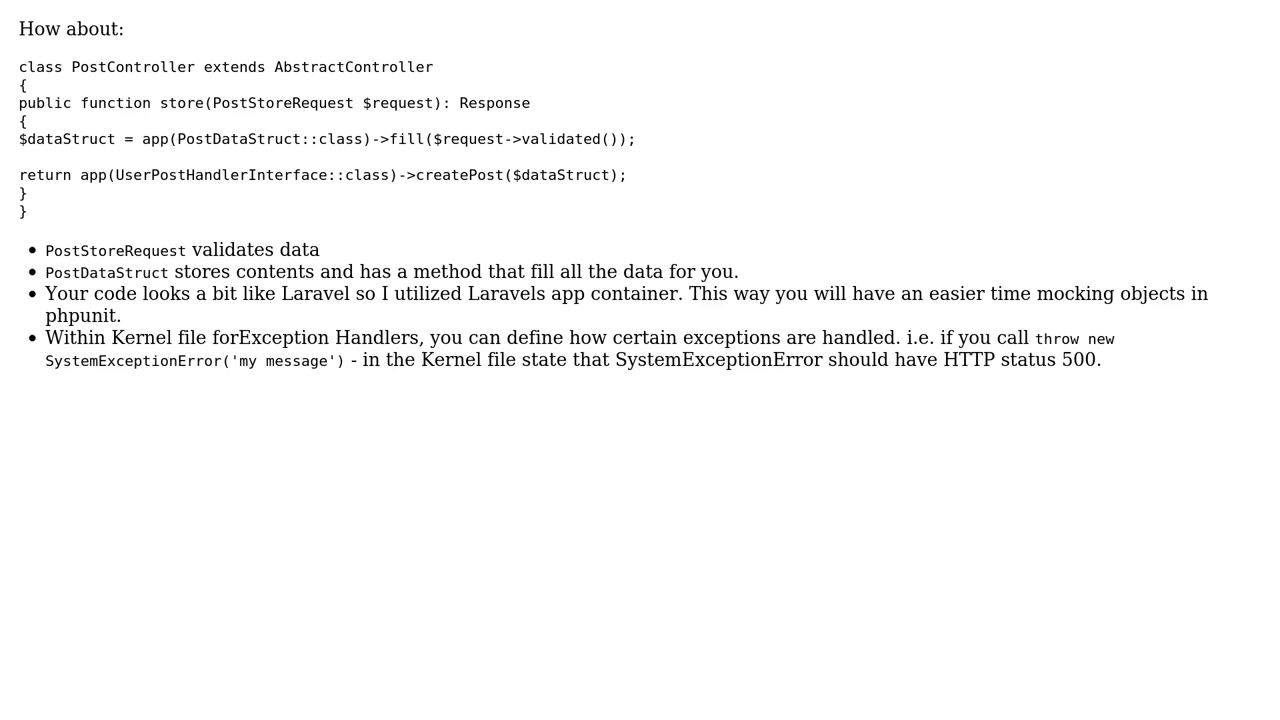 How about:
class PostController extends AbstractController
{
public function store(PostStoreRequest $request): Response
{
$dataStruct = app(PostDataStruct::class)->fill($request->validated());
return app(UserPostHandlerInterface::class)->createPost($dataStruct);
}
}
• PostStoreRequest validates data
• PostDataStruct stores contents and has a method that fill all the data for you.
• Your code looks a bit like Laravel so I utilized Laravels app container. This way you will have an easier time mocking objects in
phpunit.
• Within Kernel file forException Handlers, you can define how certain exceptions are handled. i.e. if you call throw new
SystemExceptionError('my message') - in the Kernel file state that SystemExceptionError should have HTTP status 500.